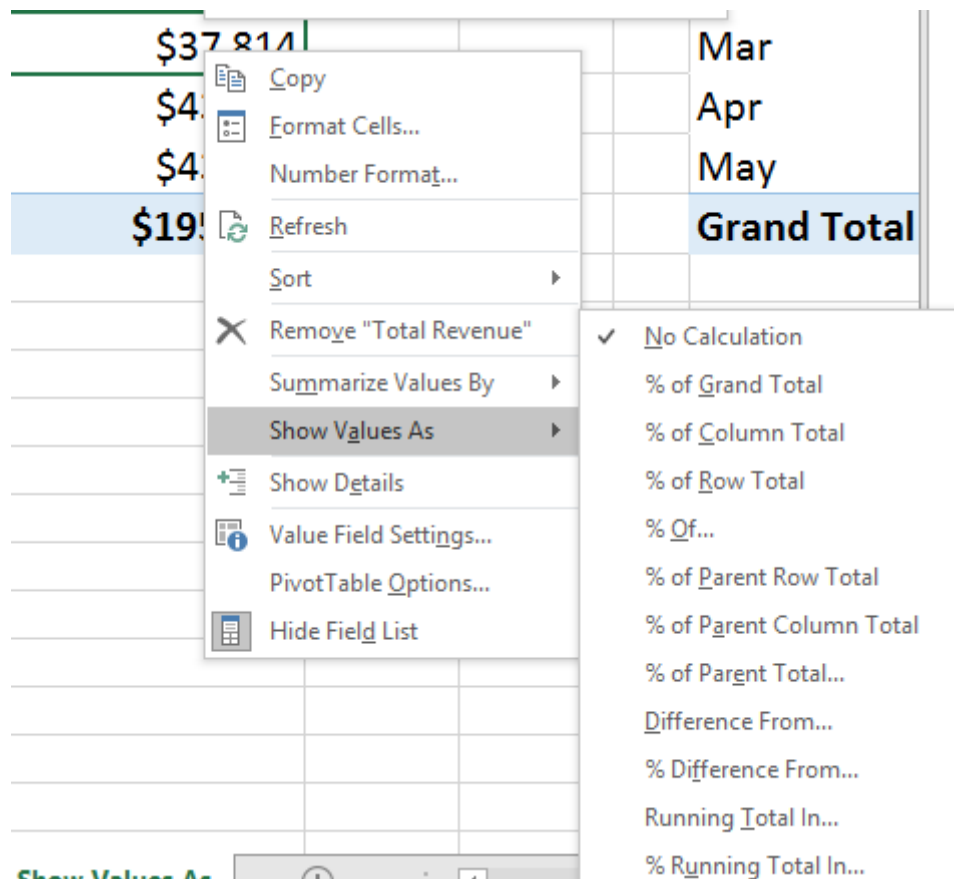 $37,814
Mar
Apr
May
Grand Total
Copy
Format Cells...
Number Format...
Refresh
Sort
Remove "Total Revenue"
Summarize Values By
Show Values As
Show Details
Value Field Settings...
PivotTable Options...
Hide Field List
No Calculation
% of Grand Total
% of Column Total
% of Row Total
% Of...
% of Parent Row Total
% of Parent Column Total
% of Parent Total...
Difference From...
% Difference From...
Running Total In...
% Running Total In...
Show Values As